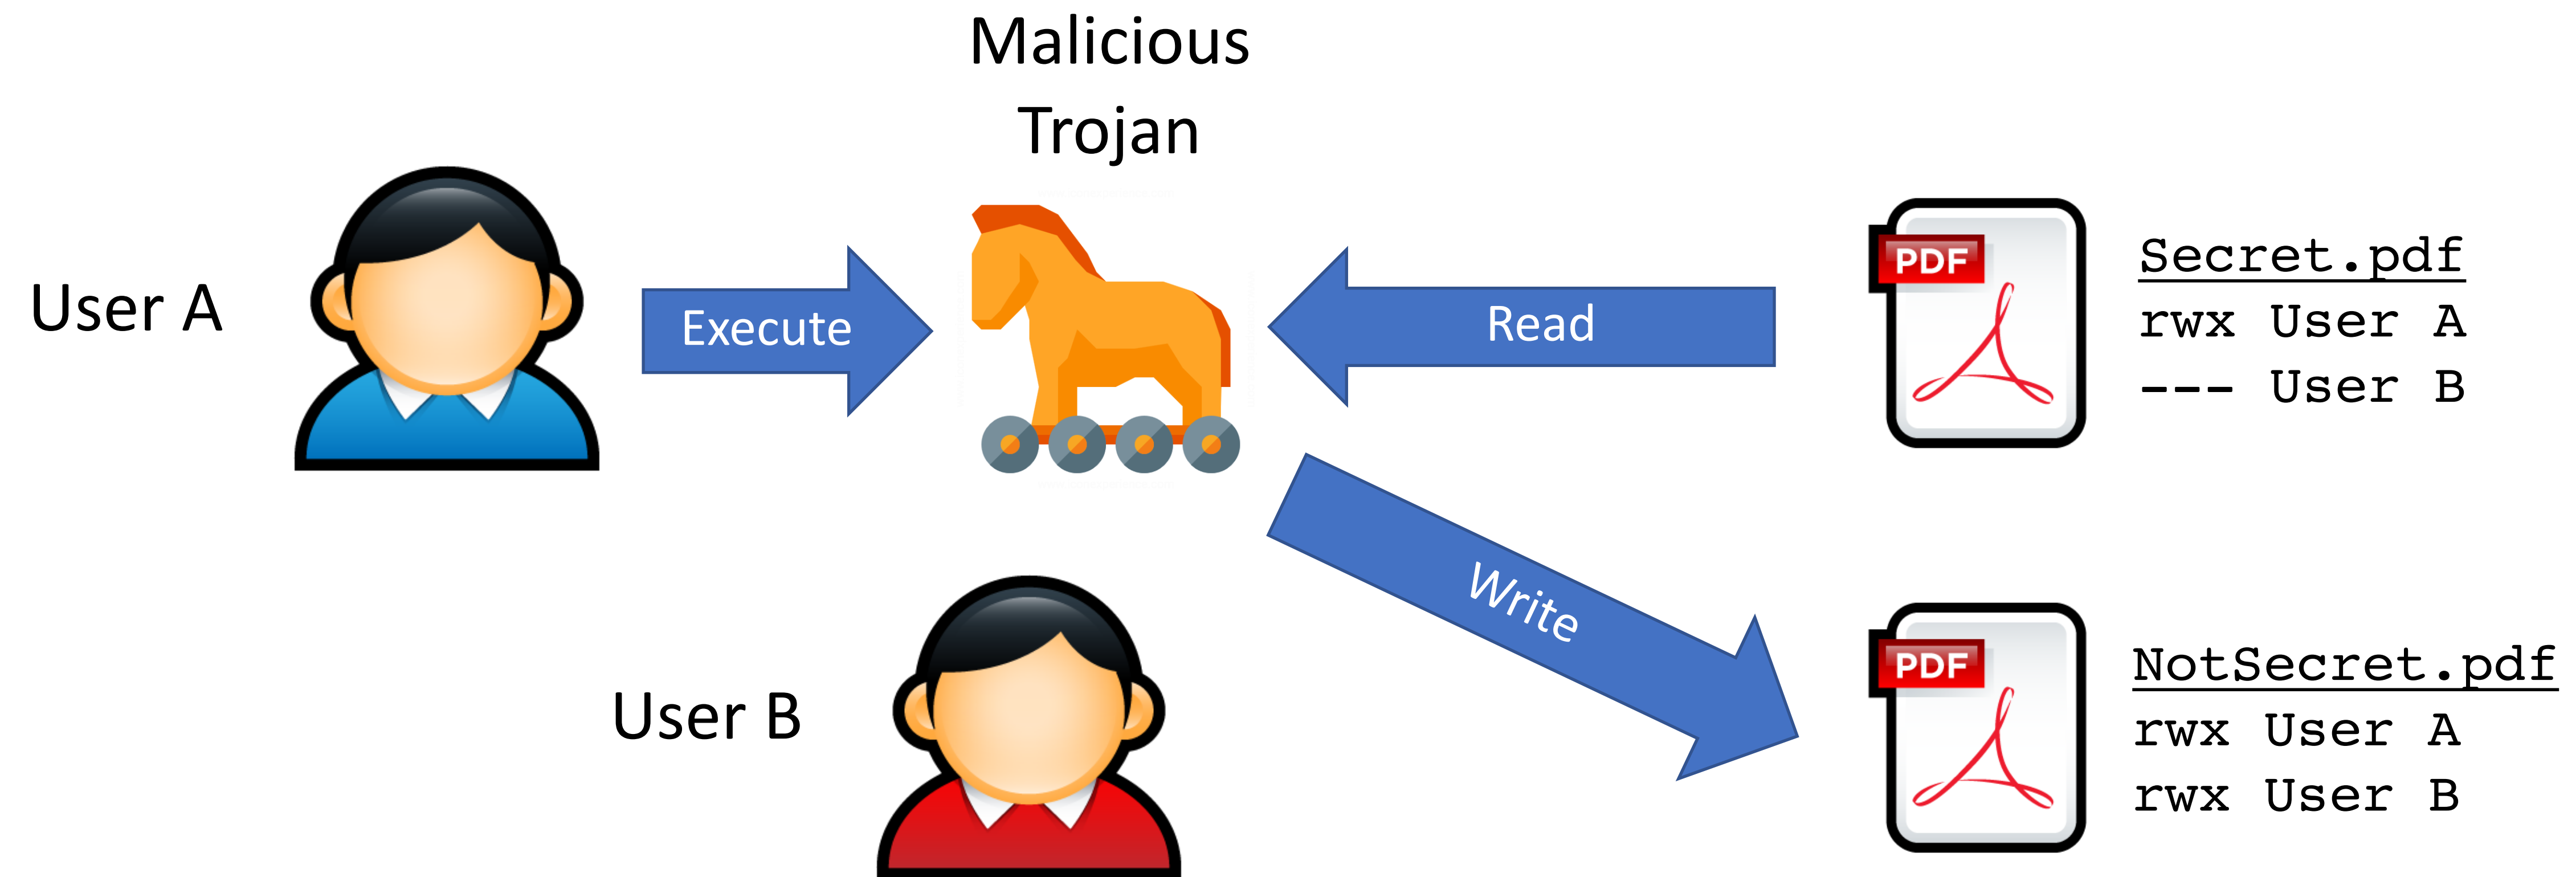 Malicious
Trojan
User A
Execute
Read
PDF
Secret.pdf
rwx User A
--- User B
Write
User B
PDF
NotSecret.pdf
rwx User A
rwx User B